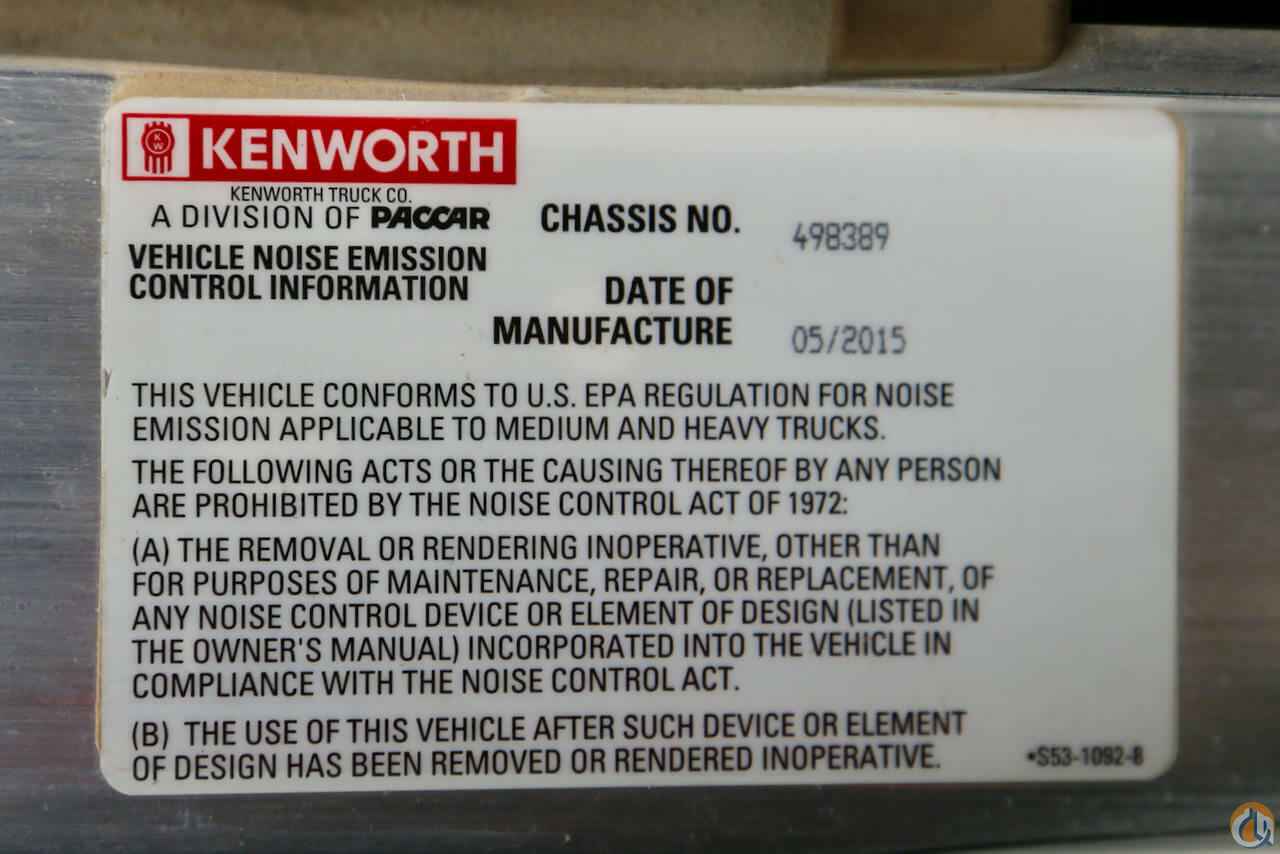 KW
KENWORTH
KENWORTH TRUCK CO.
A DIVISION OF PACCAR
VEHICLE NOISE EMISSION
CONTROL INFORMATION
CHASSIS NO. 498389
DATE OF
MANUFACTURE 05/2015
THIS VEHICLE CONFORMS TO U.S. EPA REGULATION FOR NOISE
EMISSION APPLICABLE TO MEDIUM AND HEAVY TRUCKS.
THE FOLLOWING ACTS OR THE CAUSING THEREOF BY ANY PERSON
ARE PROHIBITED BY THE NOISE CONTROL ACT OF 1972:
(A) THE REMOVAL OR RENDERING INOPERATIVE, OTHER THAN
FOR PURPOSES OF MAINTENANCE, REPAIR, OR REPLACEMENT, OF
ANY NOISE CONTROL DEVICE OR ELEMENT OF DESIGN (LISTED IN
THE OWNER'S MANUAL) INCORPORATED INTO THE VEHICLE IN
COMPLIANCE WITH THE NOISE CONTROL ACT.
(B) THE USE OF THIS VEHICLE AFTER SUCH DEVICE OR ELEMENT
OF DESIGN HAS BEEN REMOVED OR RENDERED INOPERATIVE.
•S53-1092-8